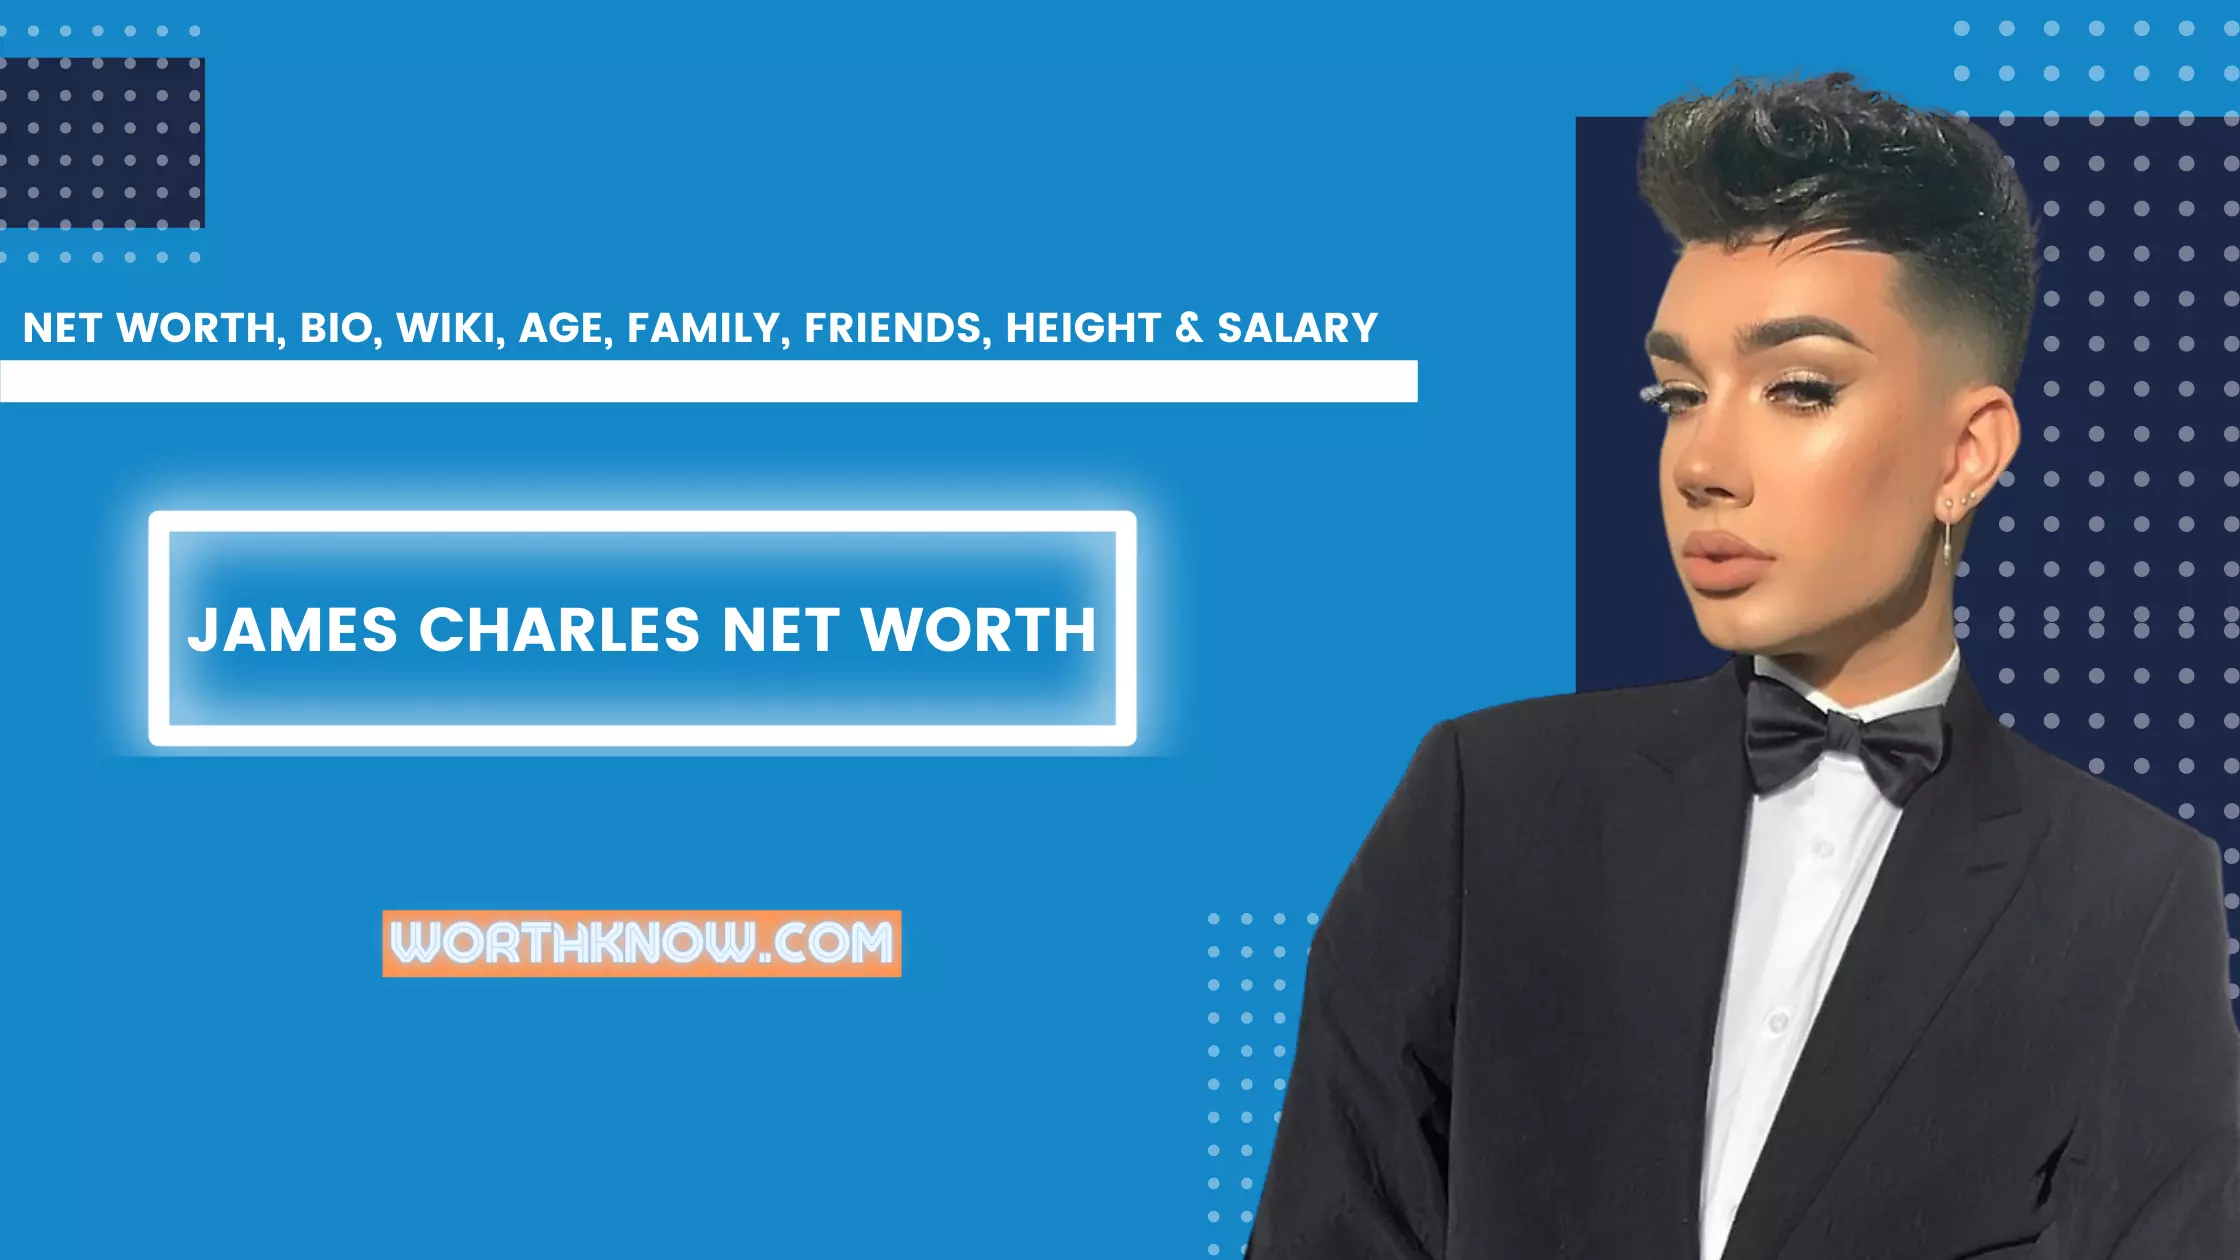 NET WORTH, BIO, WIKI, AGE, FAMILY, FRIENDS, HEIGHT & SALARY
JAMES CHARLES NET WORTH
WORTHKNOW.COM